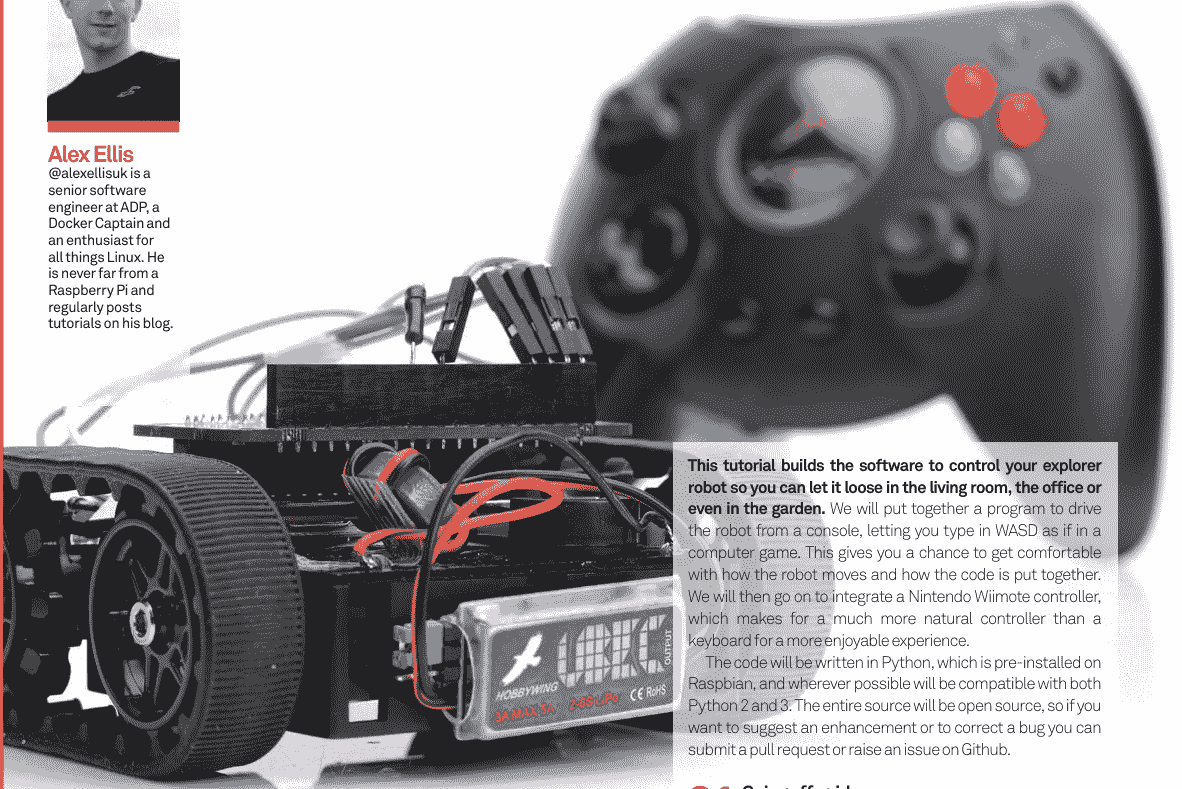 Alex Ellis
@alexellisuk is a
senior software
engineer at ADP, a
Docker Captain and
an enthusiast for
all things Linux. He
is never far from a
Raspberry Pi and
regularly posts
tutorials on his blog.
This tutorial builds the software to control your explorer
robot so you can let it loose in the living room, the office or
even in the garden. We will put together a program to drive
the robot from a console, letting you type in WASD as if in a
computer game. This gives you a chance to get comfortable
with how the robot moves and how the code is put together.
We will then go on to integrate a Nintendo Wiimote controller,
which makes for a much more natural controller than a
keyboard for a more enjoyable experience.
The code will be written in Python, which is pre-installed on
Raspbian, and wherever possible will be compatible with both
Python 2 and 3. The entire source will be open source, so if you
want to suggest an enhancement or to correct a bug you can
submit a pull request or raise an issue on Github.
HOBBYWING
UBEC
OUTPUT
CE RoHS